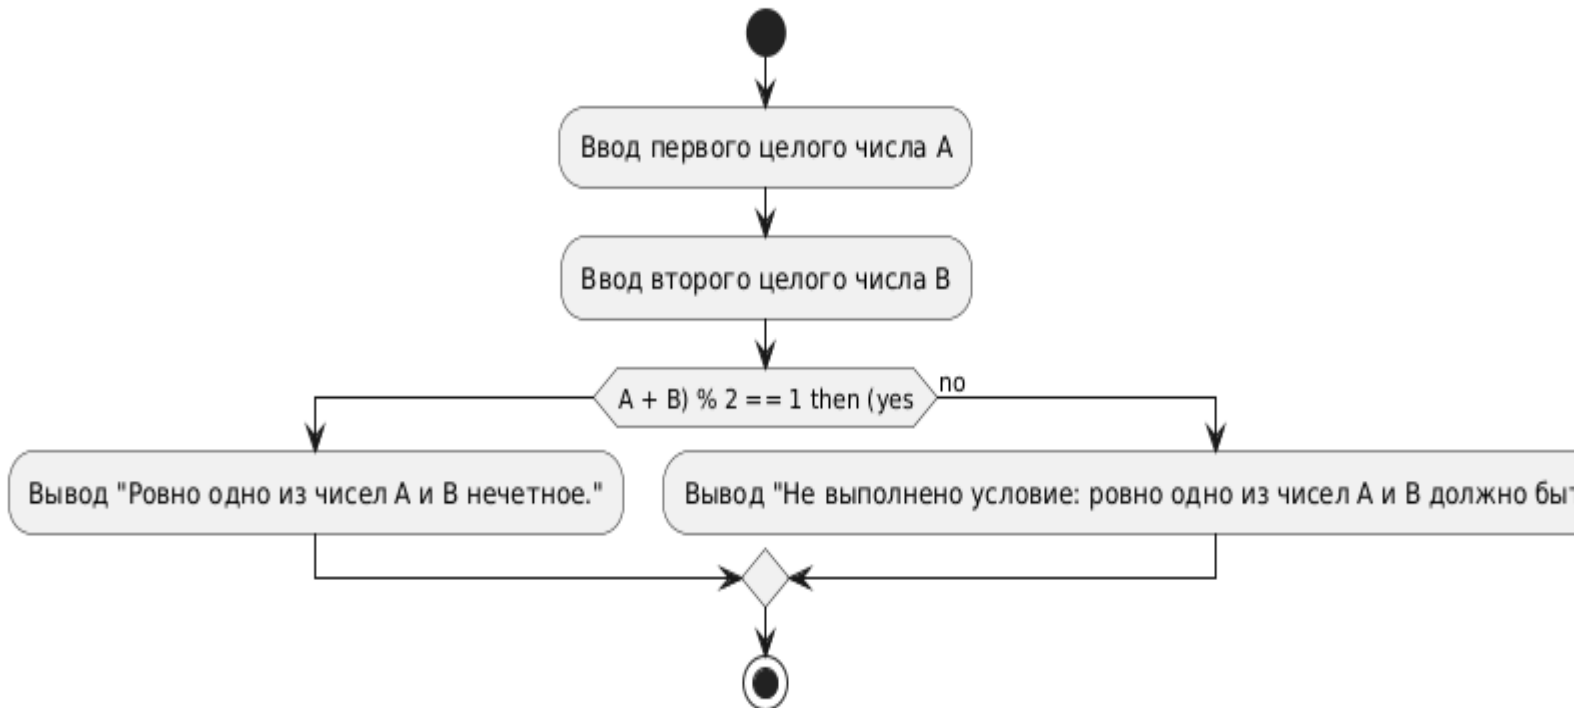 Ввод первого целого числа A
Ввод второго целого числа B
A + B) % 2 == 1 then (yes
no
Вывод "Ровно одно из чисел A и B нечетное."
Вывод "Не выполнено условие: ровно одно из чисел A и B должно